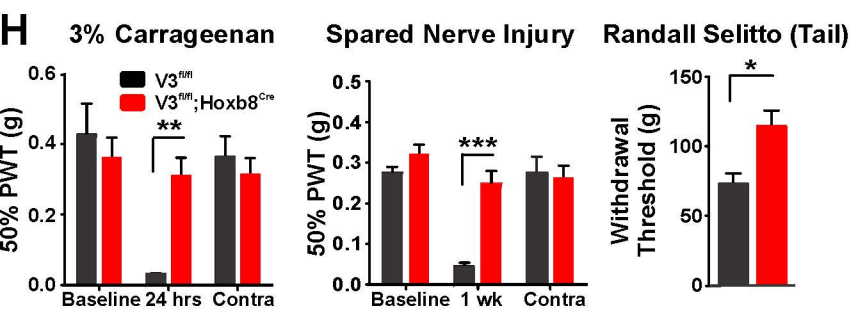 H
3% Carrageenan
50% PWT (g)
0.6
0.4
0.2
0.0
V3fl/fl
V3fl/fl;Hoxb8Cre
**
Baseline 24 hrs Contra
Spared Nerve Injury
50% PWT (g)
0.5
0.4
0.3
0.2
0.1
0.0
***
Baseline 1 wk Contra
Randall Selitto (Tail)
Withdrawal
Threshold (g)
150
100
50
0
*